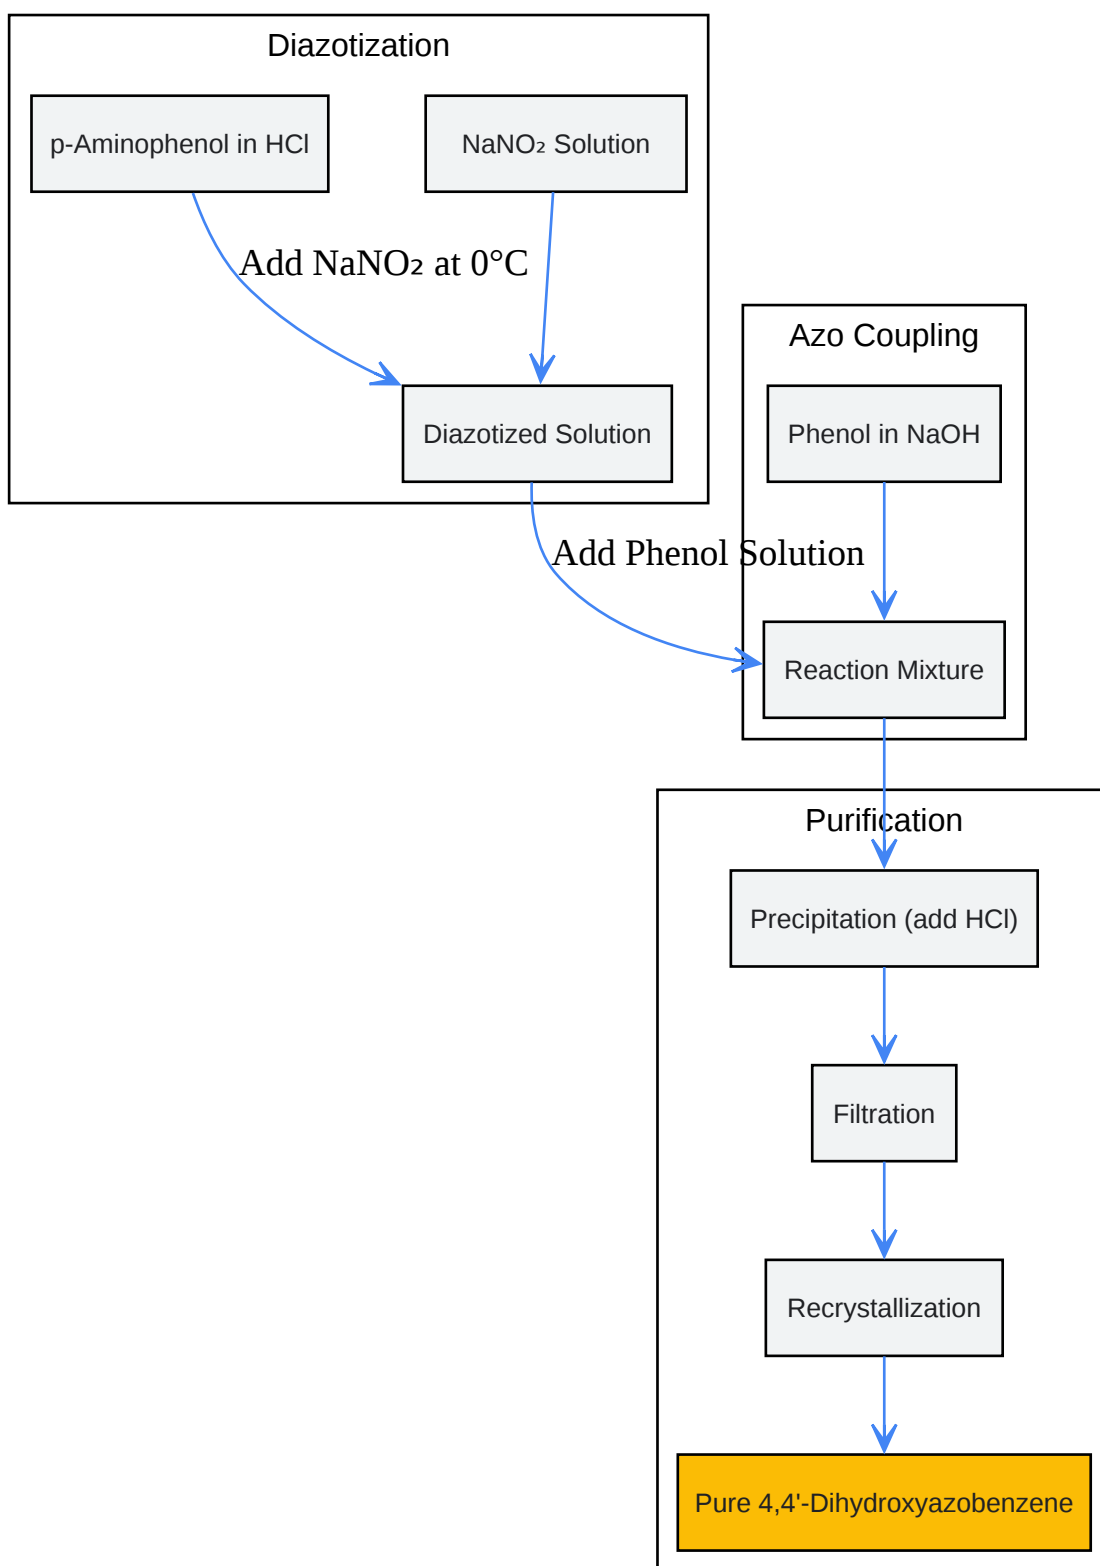 Diazotization
p-Aminophenol in HCl
NaNO₂ Solution
Add NaNO₂ at 0°C
Diazotized Solution
Azo Coupling
Phenol in NaOH
Add Phenol Solution
Reaction Mixture
Purification
Precipitation (add HCl)
Filtration
Recrystallization
Pure 4,4'-Dihydroxyazobenzene